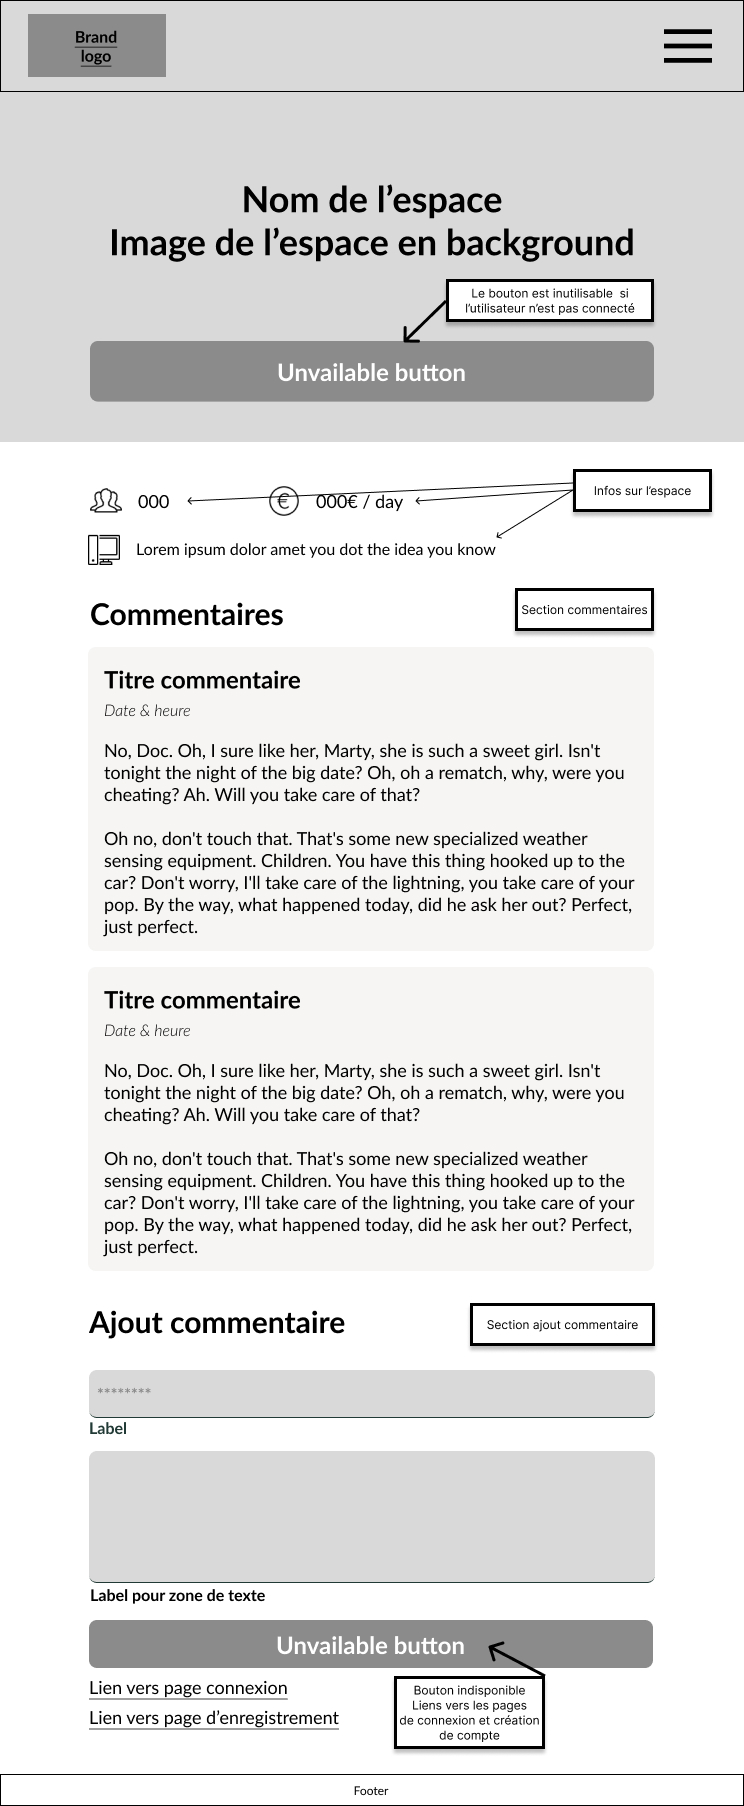 Brand
logo
Nom de l’espace
Image de l’espace en background
Le bouton est inutilisable si
l’utilisateur n’est pas connecté
Unvailable button
000
000€ / day
Infos sur l’espace
Lorem ipsum dolor amet you dot the idea you know
Commentaires
Section commentaires
Titre commentaire
Date & heure
No, Doc. Oh, I sure like her, Marty, she is such a sweet girl. Isn't
tonight the night of the big date? Oh, oh a rematch, why, were you
cheating? Ah. Will you take care of that?
Oh no, don't touch that. That's some new specialized weather
sensing equipment. Children. You have this thing hooked up to the
car? Don't worry, I'll take care of the lightning, you take care of your
pop. By the way, what happened today, did he ask her out? Perfect,
just perfect.
Titre commentaire
Date & heure
No, Doc. Oh, I sure like her, Marty, she is such a sweet girl. Isn't
tonight the night of the big date? Oh, oh a rematch, why, were you
cheating? Ah. Will you take care of that?
Oh no, don't touch that. That's some new specialized weather
sensing equipment. Children. You have this thing hooked up to the
car? Don't worry, I'll take care of the lightning, you take care of your
pop. By the way, what happened today, did he ask her out? Perfect,
just perfect.
Ajout commentaire
Section ajout commentaire
********
Label
Label pour zone de texte
Unvailable button
Lien vers page connexion
Lien vers page d’enregistrement
Bouton indisponible
Liens vers les pages
de connexion et création
de compte
Footer